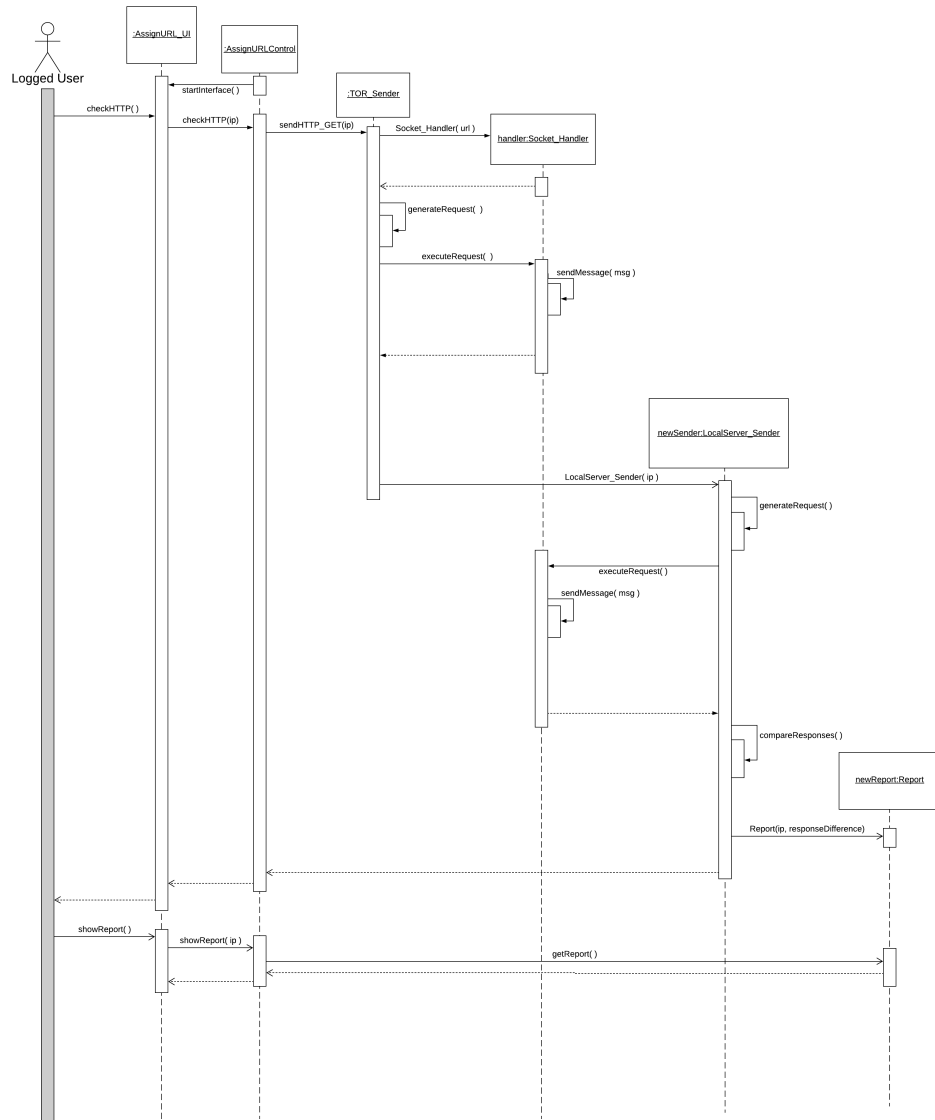 :AssignURL_UI
:AssignURLControl
Logged User
startInterface( )
:TOR_Sender
checkHTTP( )
checkHTTP(ip)
sendHTTP_GET(ip)
Socket_Handler( url )
handler:Socket_Handler
generateRequest(  )
executeRequest(  )
sendMessage( msg )
newSender:LocalServer_Sender
LocalServer_Sender( ip )
generateRequest( )
executeRequest( )
sendMessage( msg )
compareResponses( )
newReport:Report
Report(ip, responseDifference)
showReport( )
showReport( ip )
getReport( )